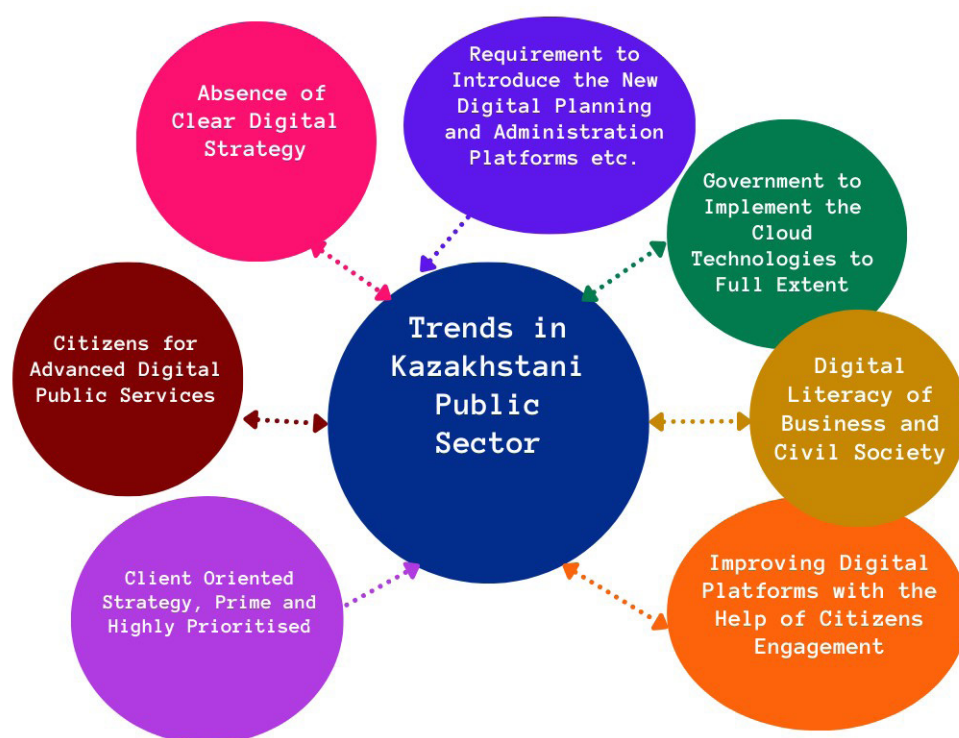 Absence of
Clear Digital
Strategy
Requirement to
Introduce the New
Digital Planning
and Administration
Platforms etc.
Government to
Implement the
Cloud
Technologies to
Full Extent
Trends in
Kazakhstani
Public
Sector
Citizens for
Advanced Digital
Public Services
Digital
Literacy of
Business and
Civil Society
Client Oriented
Strategy, Prime and
Highly Prioritised
Improving Digital
Platforms with the
Help of Citizens
Engagement